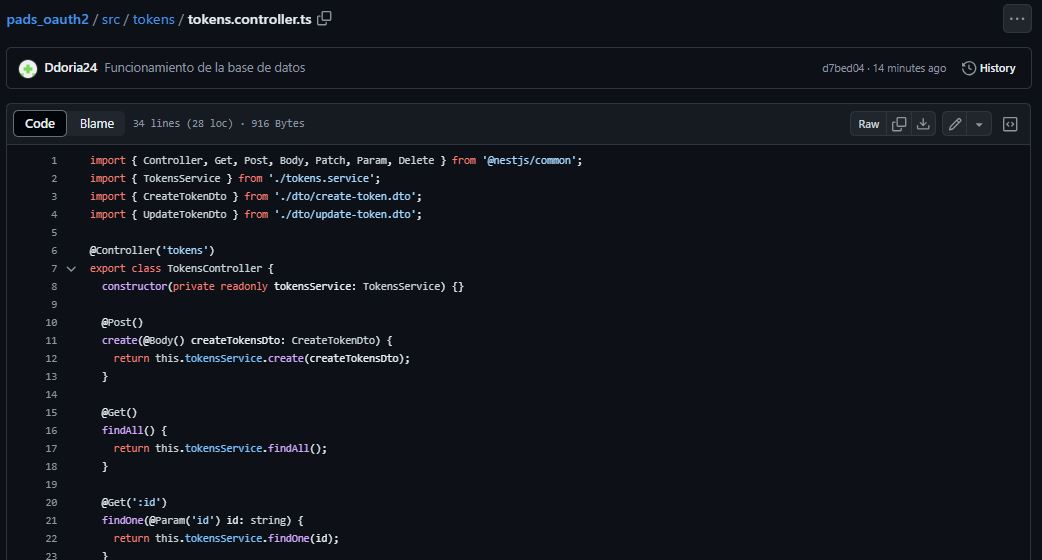 pads_oauth2 / src / tokens / tokens.controller.ts
Ddoria24 Funcionamiento de la base de datos d7bed04 · 14 minutes ago History
Code Blame 34 lines (28 loc) · 916 Bytes Raw
1 import { Controller, Get, Post, Body, Patch, Param, Delete } from '@nestjs/common';
2 import { TokensService } from './tokens.service';
3 import { CreateTokenDto } from './dto/create-token.dto';
4 import { UpdateTokenDto } from './dto/update-token.dto';
5
6 @Controller('tokens')
7 export class TokensController {
8 constructor(private readonly tokensService: TokensService) {}
9
10 @Post()
11 create(@Body() createTokensDto: CreateTokenDto) {
12 return this.tokensService.create(createTokensDto);
13 }
14
15 @Get()
16 findAll() {
17 return this.tokensService.findAll();
18 }
19
20 @Get(':id')
21 findOne(@Param('id') id: string) {
22 return this.tokensService.findOne(id);
23 }